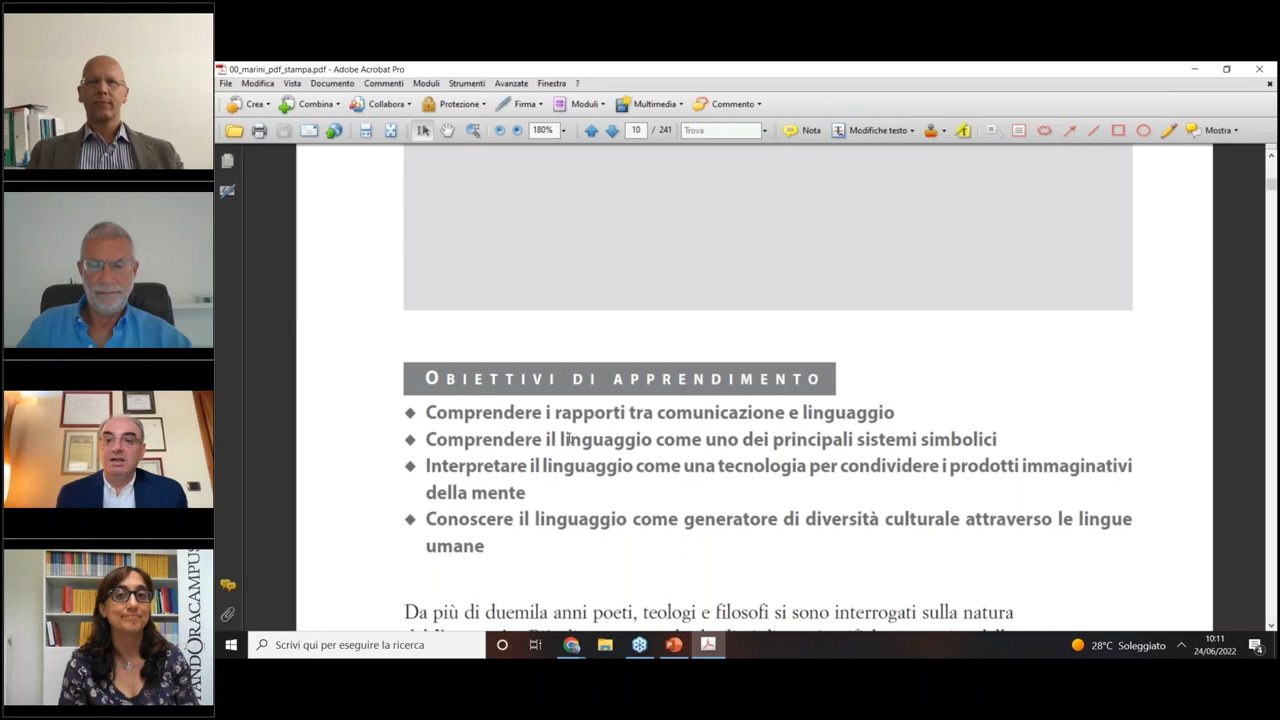 00_marini_pdf_stampa.pdf - Adobe Acrobat Pro
File Modifica Vista Documento Commenti Moduli Strumenti Avanzate Finestra ?
Crea Combina Collabora Protezione Firma Moduli Multimedia Commento
180% 10 / 241 Trova Nota Modifiche testo Mostra
OBIETTIVI DI APPRENDIMENTO
Comprendere i rapporti tra comunicazione e linguaggio
Comprendere il linguaggio come uno dei principali sistemi simbolici
Interpretare il linguaggio come una tecnologia per condividere i prodotti immaginativi
della mente
Conoscere il linguaggio come generatore di diversità culturale attraverso le lingue
umane
Da più di duemila anni poeti, teologi e filosofi si sono interrogati sulla natura
PANDORACAMPUS
Scrivi qui per eseguire la ricerca
28°C Soleggiato
10:11
24/06/2022
4